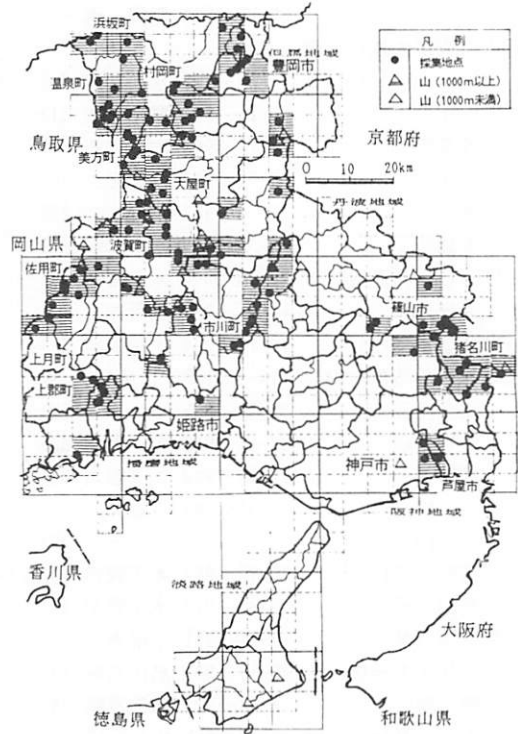 浜坂町
村岡町
但馬地域
豊岡市
温泉町
凡 例
採集地点
山 (1000m以上)
山 (1000m未満)
鳥取県
京都府
美方町
0 10 20km
大屋町
丹波地域
岡山県
波賀町
佐用町
篠山市
市川町
猪名川町
上月町
上郡町
姫路市
播磨地域
神戸市
芦屋市
阪神地域
香川県
淡路地域
大阪府
徳島県
和歌山県